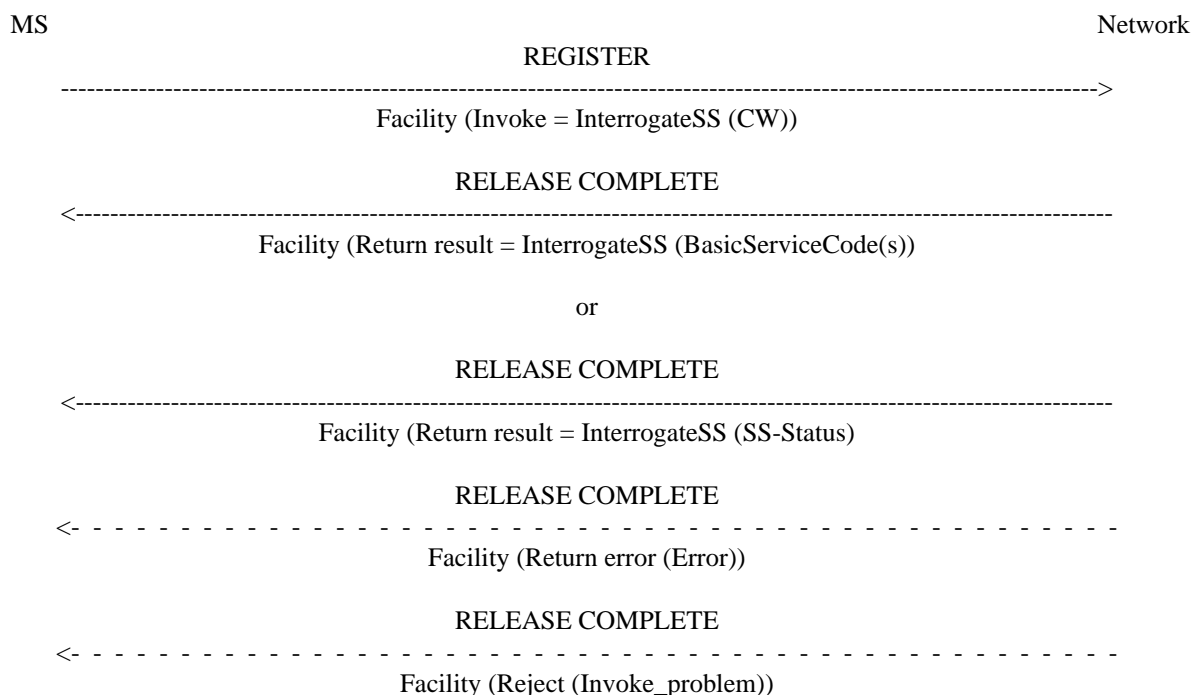 MS Network
REGISTER
Facility (Invoke = InterrogateSS (CW))
RELEASE COMPLETE
Facility (Return result = InterrogateSS (BasicServiceCode(s))
or
RELEASE COMPLETE
Facility (Return result = InterrogateSS (SS-Status)
RELEASE COMPLETE
Facility (Return error (Error))
RELEASE COMPLETE
Facility (Reject (Invoke_problem))